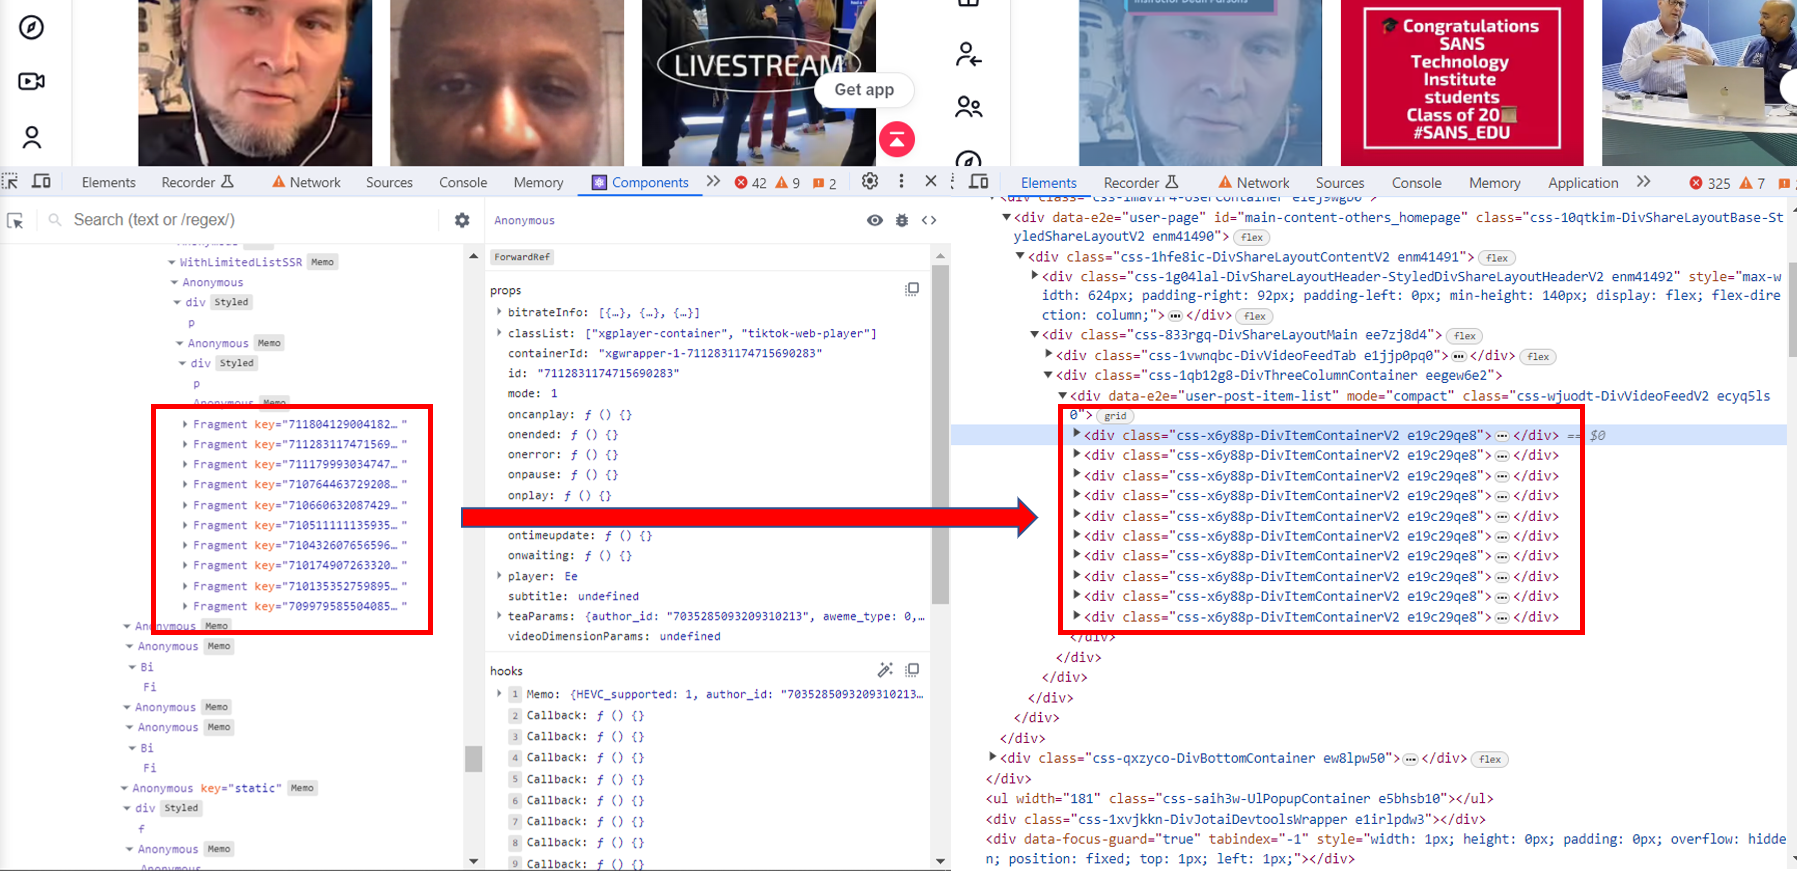 LIVESTREAM
Get app
Instructor Dean Parsons
Congratulations
SANS
Technology
Institute
students
Class of 20
#SANS_EDU
Elements
Recorder
Network
Sources
Console
Memory
Components
42
9
2
Search (text or /regex/)
WithLimitedListSSR Memo
Anonymous
div Styled
p
Anonymous Memo
div Styled
p
Anonymous Memo
Fragment key="711804129004182… "
Fragment key="711283117471569… "
Fragment key="711179993034747… "
Fragment key="710764463729208… "
Fragment key="710660632087429… "
Fragment key="710511111135935… "
Fragment key="710432607656596… "
Fragment key="710174907263320… "
Fragment key="710135352759895… "
Fragment key="709979585504085… "
Anonymous Memo
Anonymous Memo
Bi
Fi
Anonymous Memo
Anonymous Memo
Bi
Fi
Anonymous key="static" Memo
div Styled
f
Anonymous Memo
Anonymous
Anonymous
ForwardRef
props
bitrateInfo: [{…}, {…}, {…}]
classList: ["xgplayer-container", "tiktok-web-player"]
containerId: "xgwrapper-1-7112831174715690283"
id: "7112831174715690283"
mode: 1
oncanplay: ƒ () {}
onended: ƒ () {}
onerror: ƒ () {}
onpause: ƒ () {}
onplay: ƒ () {}
ontimeupdate: ƒ () {}
onwaiting: ƒ () {}
player: Ee
subtitle: undefined
teaParams: {author_id: "7035285093209310213", aweme_type: 0,…
videoDimensionParams: undefined
hooks
1 Memo: {HEVC_supported: 1, author_id: "7035285093209310213…
2 Callback: ƒ () {}
3 Callback: ƒ () {}
4 Callback: ƒ () {}
5 Callback: ƒ () {}
6 Callback: ƒ () {}
7 Callback: ƒ () {}
8 Callback: ƒ () {}
9 Callback: ƒ () {}
Elements
Recorder
Network
Sources
Console
Memory
Application
325
7
<div data-e2e="user-page" id="main-content-others_homepage" class="css-10qtkim-DivShareLayoutBase-St
yledShareLayoutV2 enm41490"> flex
<div class="css-1hfe8ic-DivShareLayoutContentV2 enm41491"> flex
<div class="css-1g04lal-DivShareLayoutHeader-StyledDivShareLayoutHeaderV2 enm41492" style="max-w
idth: 624px; padding-right: 92px; padding-left: 0px; min-height: 140px; display: flex; flex-dire
ction: column;"> … </div> flex
<div class="css-833rgq-DivShareLayoutMain ee7zj8d4"> flex
<div class="css-1vwnqbc-DivVideoFeedTab e1jjp0pq0"> … </div> flex
<div class="css-1qb12g8-DivThreeColumnContainer eegew6e2">
<div data-e2e="user-post-item-list" mode="compact" class="css-wjuodt-DivVideoFeedV2 ecyq5ls
0"> grid
<div class="css-x6y88p-DivItemContainerV2 e19c29qe8"> … </div> == $0
<div class="css-x6y88p-DivItemContainerV2 e19c29qe8"> … </div>
<div class="css-x6y88p-DivItemContainerV2 e19c29qe8"> … </div>
<div class="css-x6y88p-DivItemContainerV2 e19c29qe8"> … </div>
<div class="css-x6y88p-DivItemContainerV2 e19c29qe8"> … </div>
<div class="css-x6y88p-DivItemContainerV2 e19c29qe8"> … </div>
<div class="css-x6y88p-DivItemContainerV2 e19c29qe8"> … </div>
<div class="css-x6y88p-DivItemContainerV2 e19c29qe8"> … </div>
<div class="css-x6y88p-DivItemContainerV2 e19c29qe8"> … </div>
<div class="css-x6y88p-DivItemContainerV2 e19c29qe8"> … </div>
</div>
</div>
</div>
</div>
</div>
</div>
<div class="css-qxzyco-DivBottomContainer ew8lpw50"> … </div> flex
</div>
<ul width="181" class="css-saih3w-UlPopupContainer e5bhsb10"></ul>
<div class="css-1xvjkkn-DivJotaiDevtoolsWrapper e1irlpdw3"></div>
<div data-focus-guard="true" tabindex="-1" style="width: 1px; height: 0px; padding: 0px; overflow: hidde
n; position: fixed; top: 1px; left: 1px;"></div>